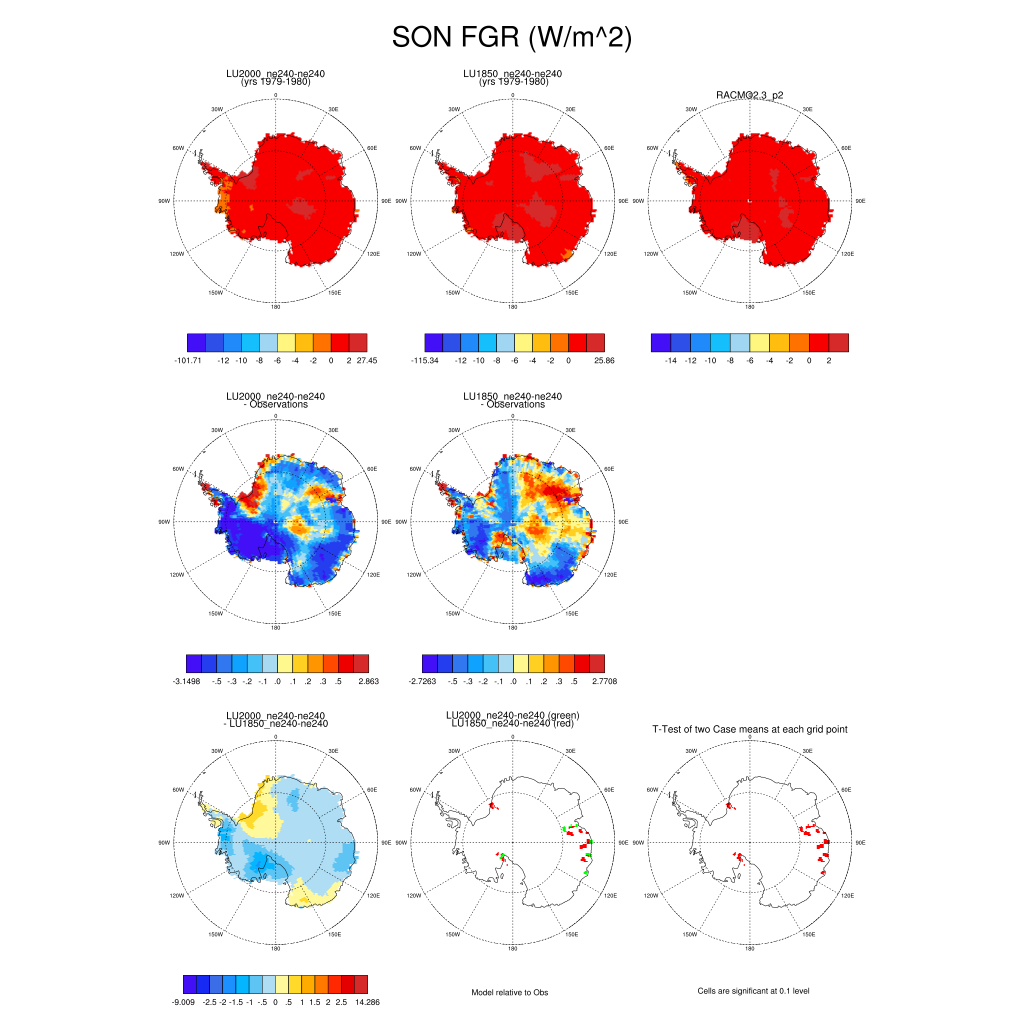 SON FGR (W/m^2)
LU2000_ne240-ne240
(yrs 1979-1980)
LU1850_ne240-ne240
(yrs 1979-1980)
RACMO2.3_p2
0
30W 30E
60W 60E
90W 90E
120W 120E
150W 150E
180
0
30W 30E
60W 60E
90W 90E
120W 120E
150W 150E
180
0
30W 30E
60W 60E
90W 90E
120W 120E
150W 150E
180
-101.71 -12 -10 -8 -6 -4 -2 0 2 27.45
-115.34 -12 -10 -8 -6 -4 -2 0 25.86
-14 -12 -10 -8 -6 -4 -2 0 2
LU2000_ne240-ne240
- Observations
LU1850_ne240-ne240
- Observations
0
30W 30E
60W 60E
90W 90E
120W 120E
150W 150E
180
0
30W 30E
60W 60E
90W 90E
120W 120E
150W 150E
180
-3.1498 -.5 -.3 -.2 -.1 .0 .1 .2 .3 .5 2.863
-2.7263 -.5 -.3 -.2 -.1 .0 .1 .2 .3 .5 2.7708
LU2000_ne240-ne240
- LU1850_ne240-ne240
LU2000_ne240-ne240 (green)
LU1850_ne240-ne240 (red)
T-Test of two Case means at each grid point
0
30W 30E
60W 60E
90W 90E
120W 120E
150W 150E
180
0
30W 30E
60W 60E
90W 90E
120W 120E
150W 150E
180
0
30W 30E
60W 60E
90W 90E
120W 120E
150W 150E
180
-9.009 -2.5 -2 -1.5 -1 -.5 0 .5 1 1.5 2 2.5 14.286
Model relative to Obs
Cells are significant at 0.1 level